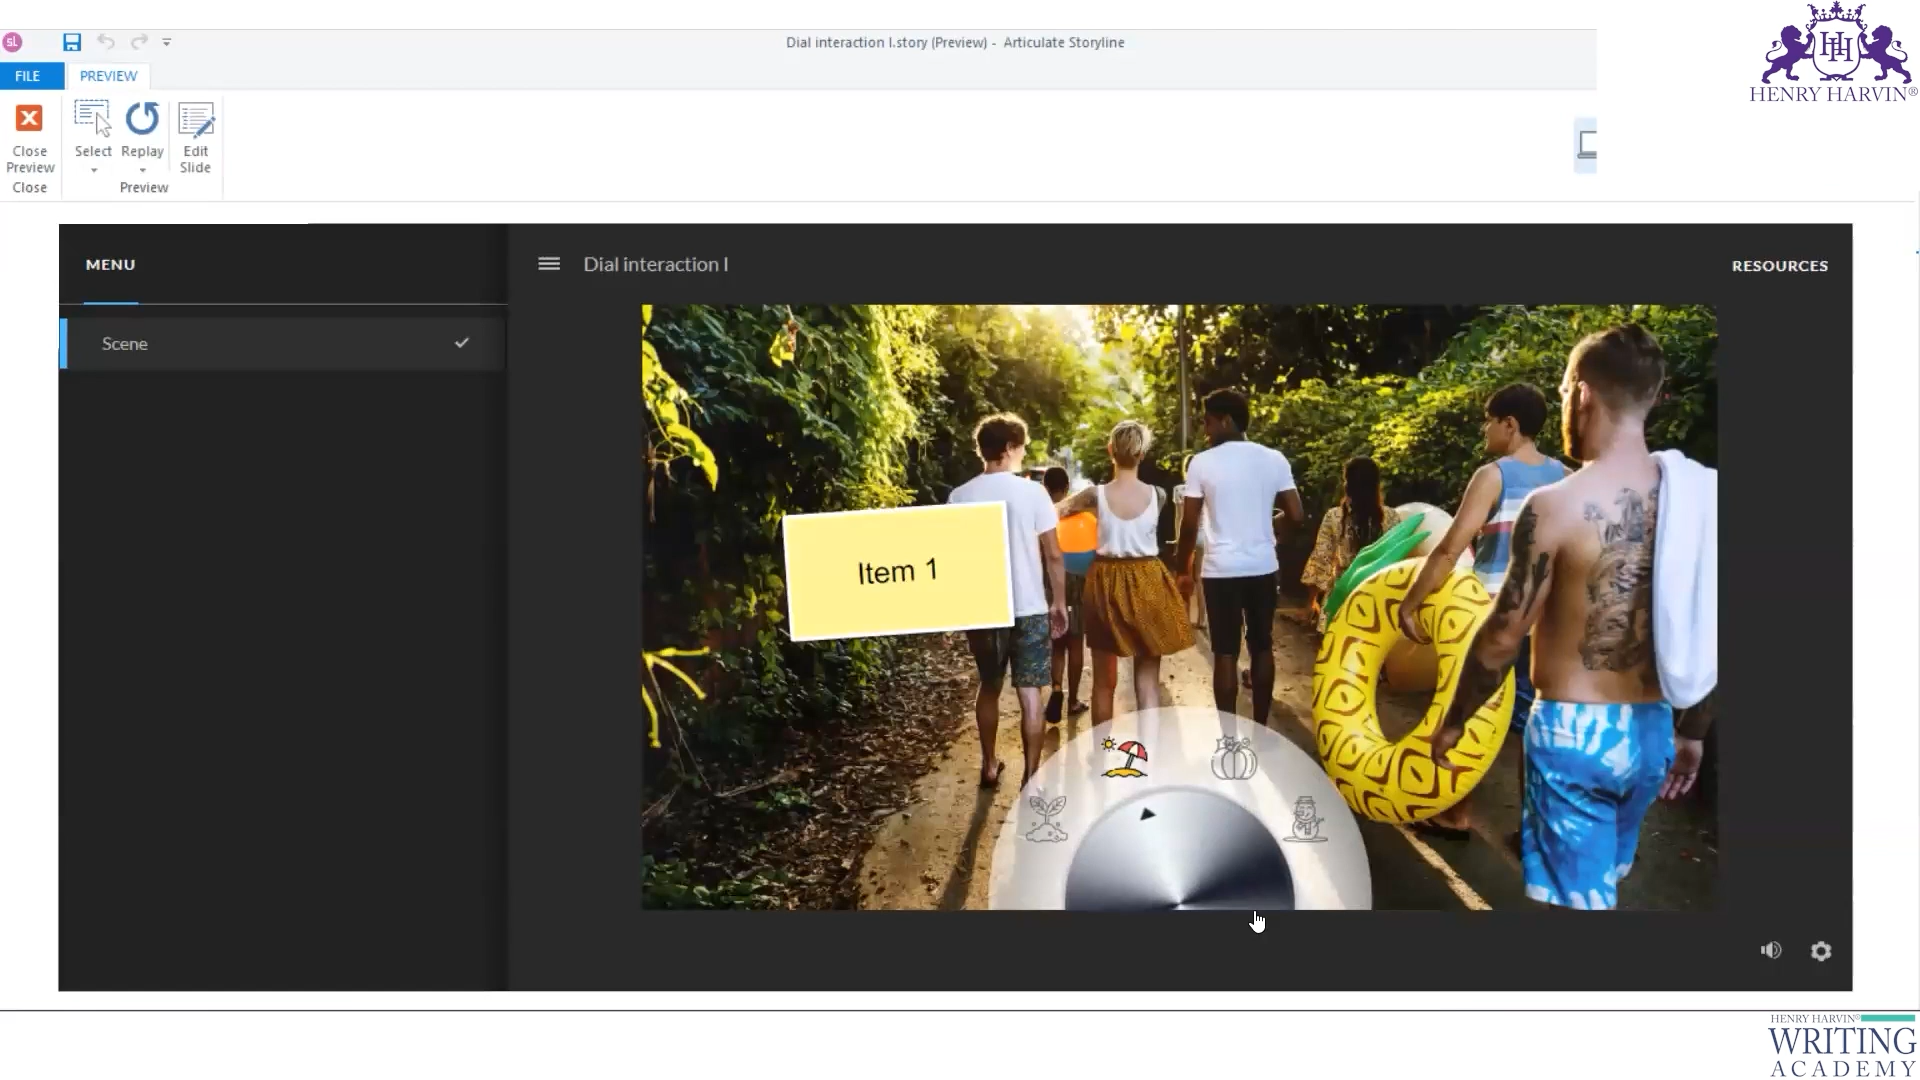 SL
Dial interaction I.story (Preview) - Articulate Storyline
FILE
PREVIEW
Close Preview
Select
Replay
Edit Slide
Close
Preview
HENRY HARVIN®
MENU
Dial interaction I
RESOURCES
Scene
Item 1
HENRY HARVIN®
WRITING
ACADEMY